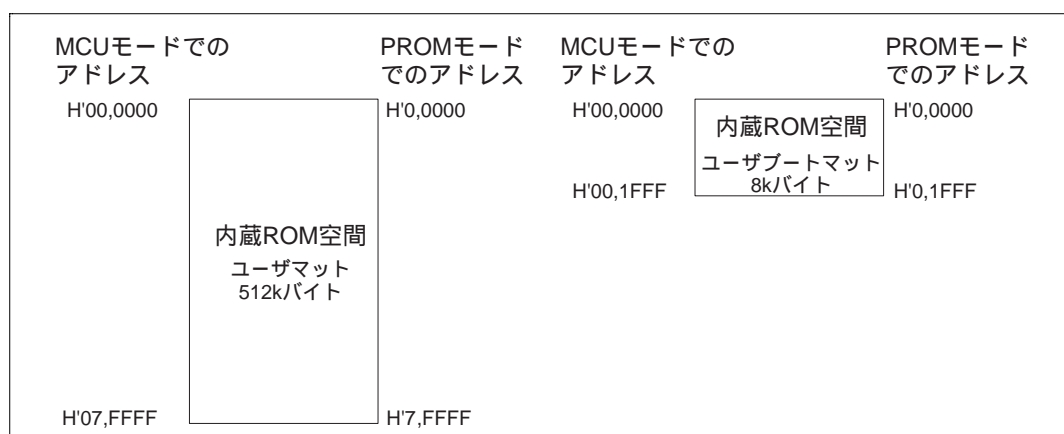 MCUモードでの
アドレス
PROMモード
でのアドレス
H'00,0000
H'0,0000
内蔵ROM空間
ユーザマット
512kバイト
H'07,FFFF
H'7,FFFF
MCUモードでの
アドレス
PROMモード
でのアドレス
H'00,0000
H'0,0000
内蔵ROM空間
ユーザブートマット
8kバイト
H'00,1FFF
H'0,1FFF